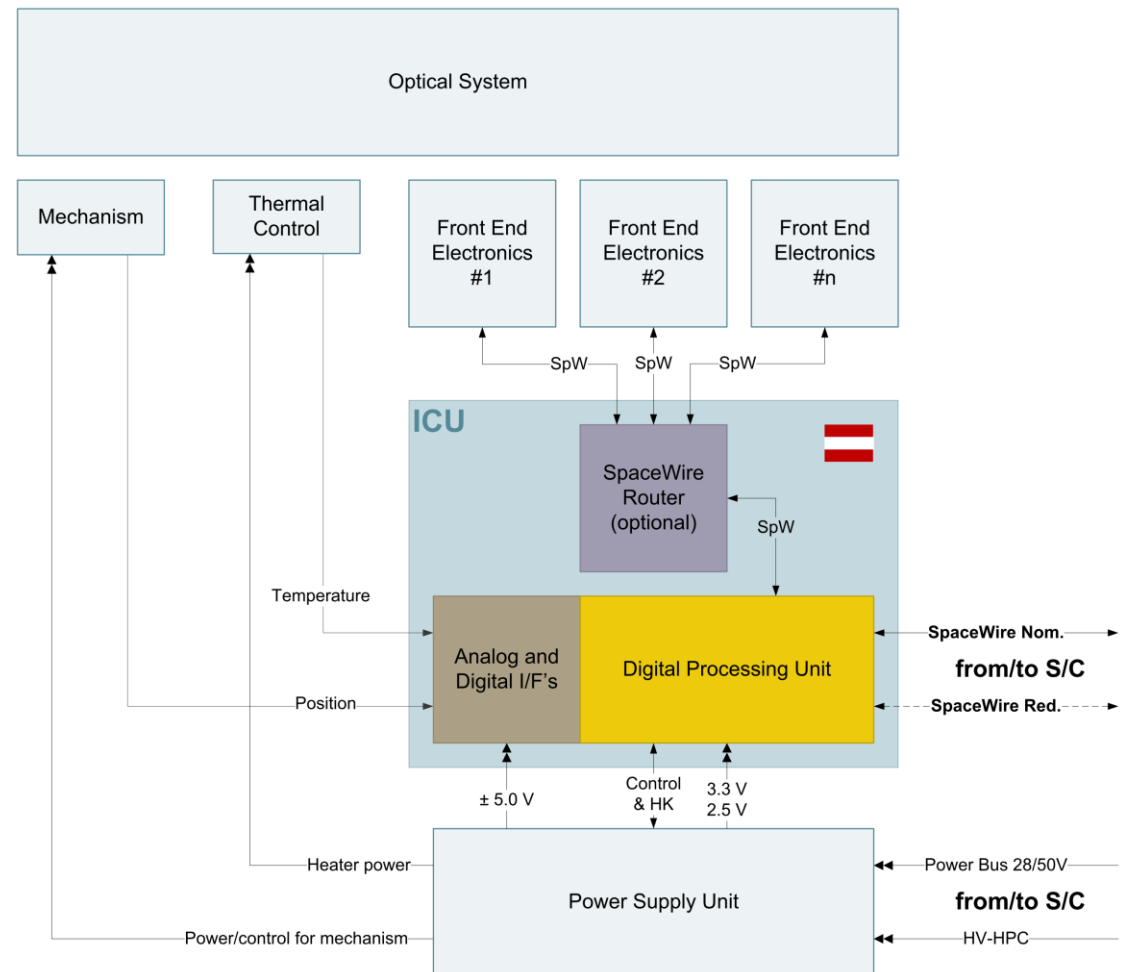 Optical System
Mechanism
Thermal
Control
Front End
Electronics
#1
Front End
Electronics
#2
Front End
Electronics
#n
SpW
SpW
SpW
ICU
SpaceWire
Router
(optional)
SpW
Temperature
Analog and
Digital I/F's
Digital Processing Unit
SpaceWire Nom.
from/to S/C
Position
SpaceWire Red.
± 5.0 V
Control
& HK
3.3 V
2.5 V
Heater power
Power Supply Unit
Power Bus 28/50V
from/to S/C
Power/control for mechanism
HV-HPC